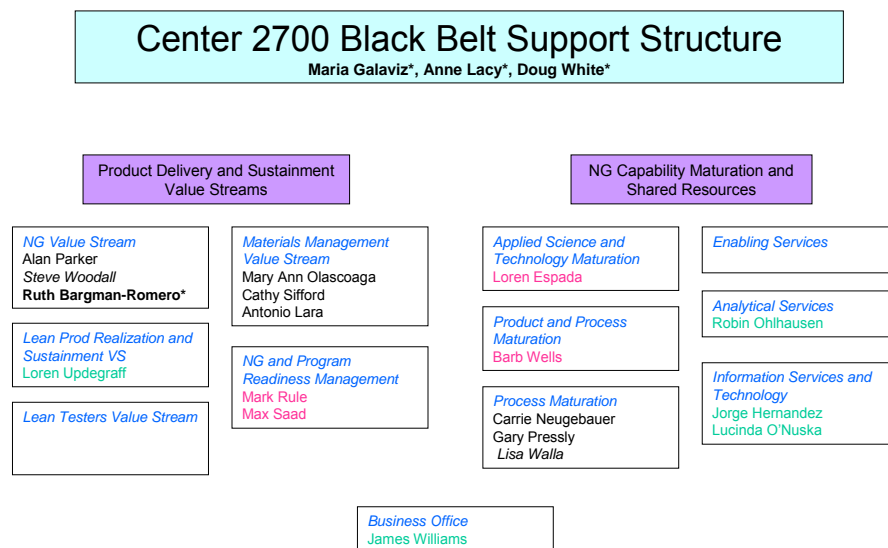 Center 2700 Black Belt Support Structure
Maria Galaviz*, Anne Lacy*, Doug White*
Product Delivery and Sustainment
Value Streams
NG Value Stream
Alan Parker
Steve Woodall
Ruth Bargman-Romero*
Lean Prod Realization and
Sustainment VS
Loren Updegraff
Lean Testers Value Stream
Materials Management
Value Stream
Mary Ann Olascoaga
Cathy Sifford
Antonio Lara
NG and Program
Readiness Management
Mark Rule
Max Saad
NG Capability Maturation and
Shared Resources
Applied Science and
Technology Maturation
Loren Espada
Product and Process
Maturation
Barb Wells
Process Maturation
Carrie Neugebauer
Gary Pressly
Lisa Walla
Enabling Services
Analytical Services
Robin Ohlhausen
Information Services and
Technology
Jorge Hernandez
Lucinda O'Nuska
Business Office
James Williams